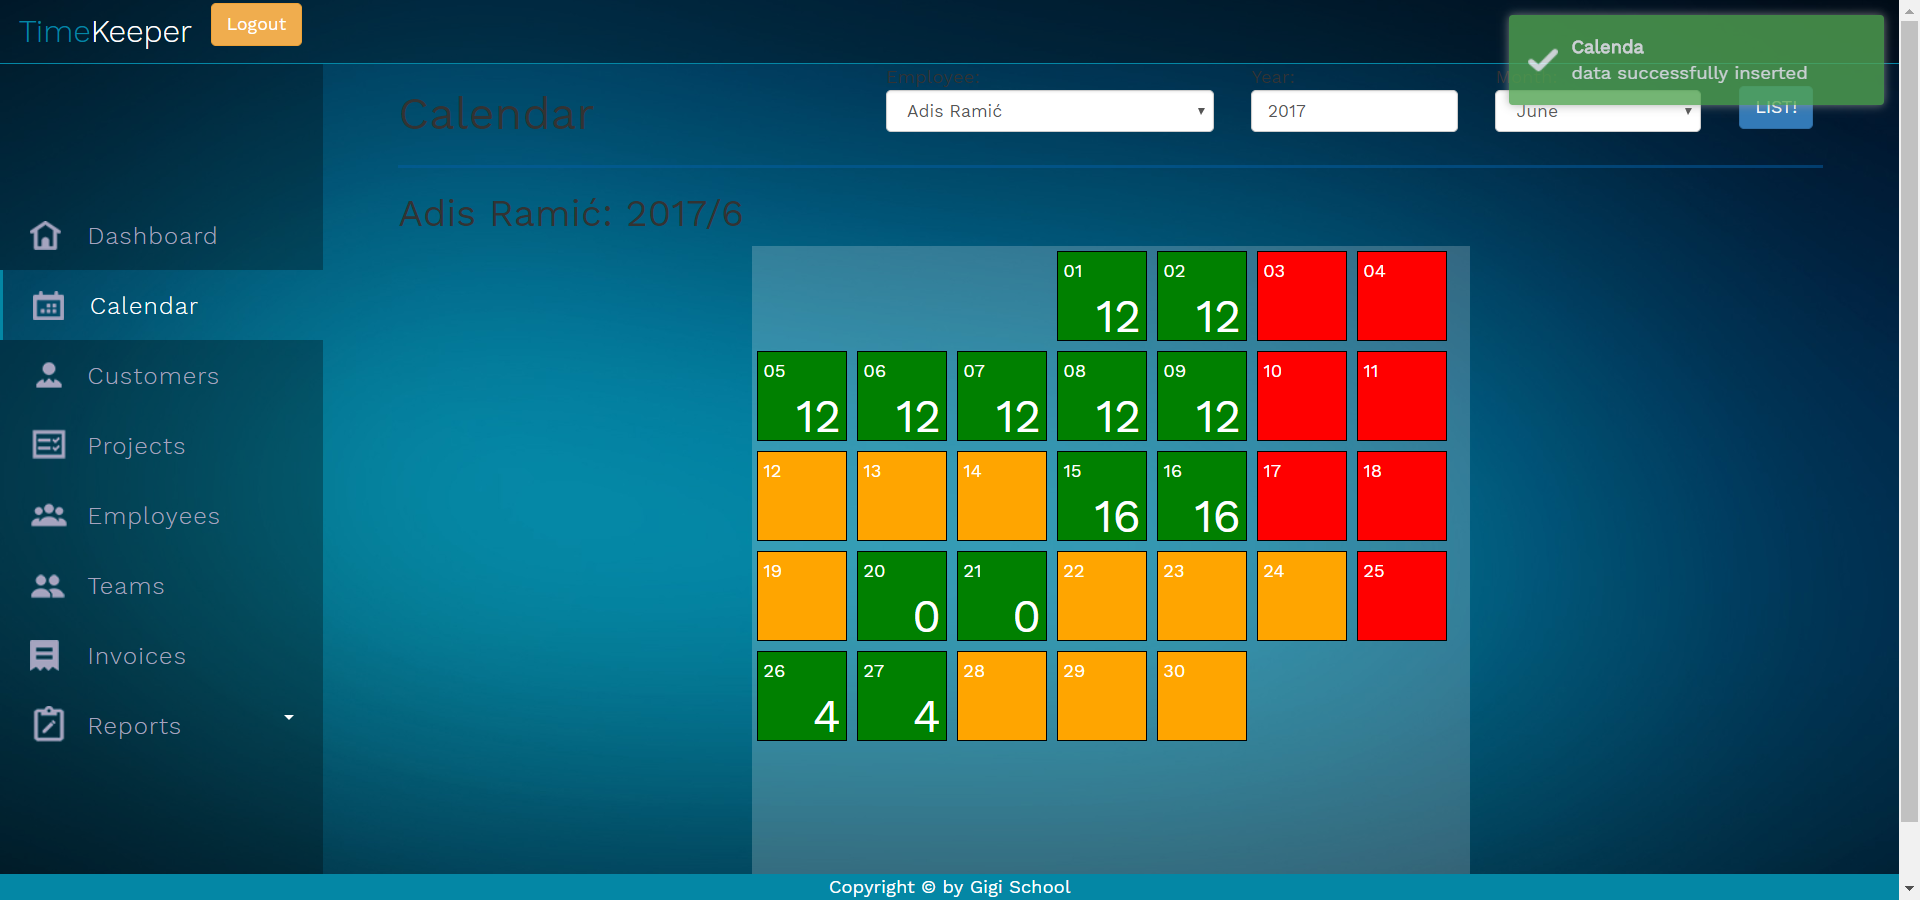 TimeKeeper
Logout
Calenda
data successfully inserted
Employee:
Year:
Calendar
Adis Ramić
2017
June
LIST!
Adis Ramić: 2017/6
Dashboard
Calendar
Customers
Projects
Employees
Teams
Invoices
Reports
01 02 03 04
12 12
05 06 07 08 09 10 11
12 12 12 12 12
12 13 14 15 16 17 18
16 16
19 20 21 22 23 24 25
0 0
26 27 28 29 30
4 4
Copyright © by Gigi School